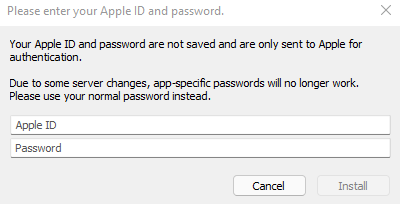 Please enter your Apple ID and password.
Your Apple ID and password are not saved and are only sent to Apple for
authentication.
Due to some server changes, app-specific passwords will no longer work.
Please use your normal password instead.
Apple ID
Password
Cancel
Install